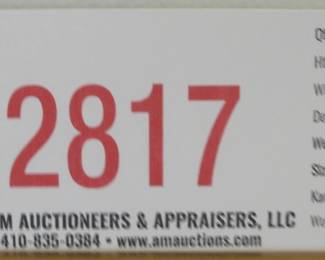 2817
M AUCTIONEERS & APPRAISERS, LLC
410-835-0384 • www.amauctions.com